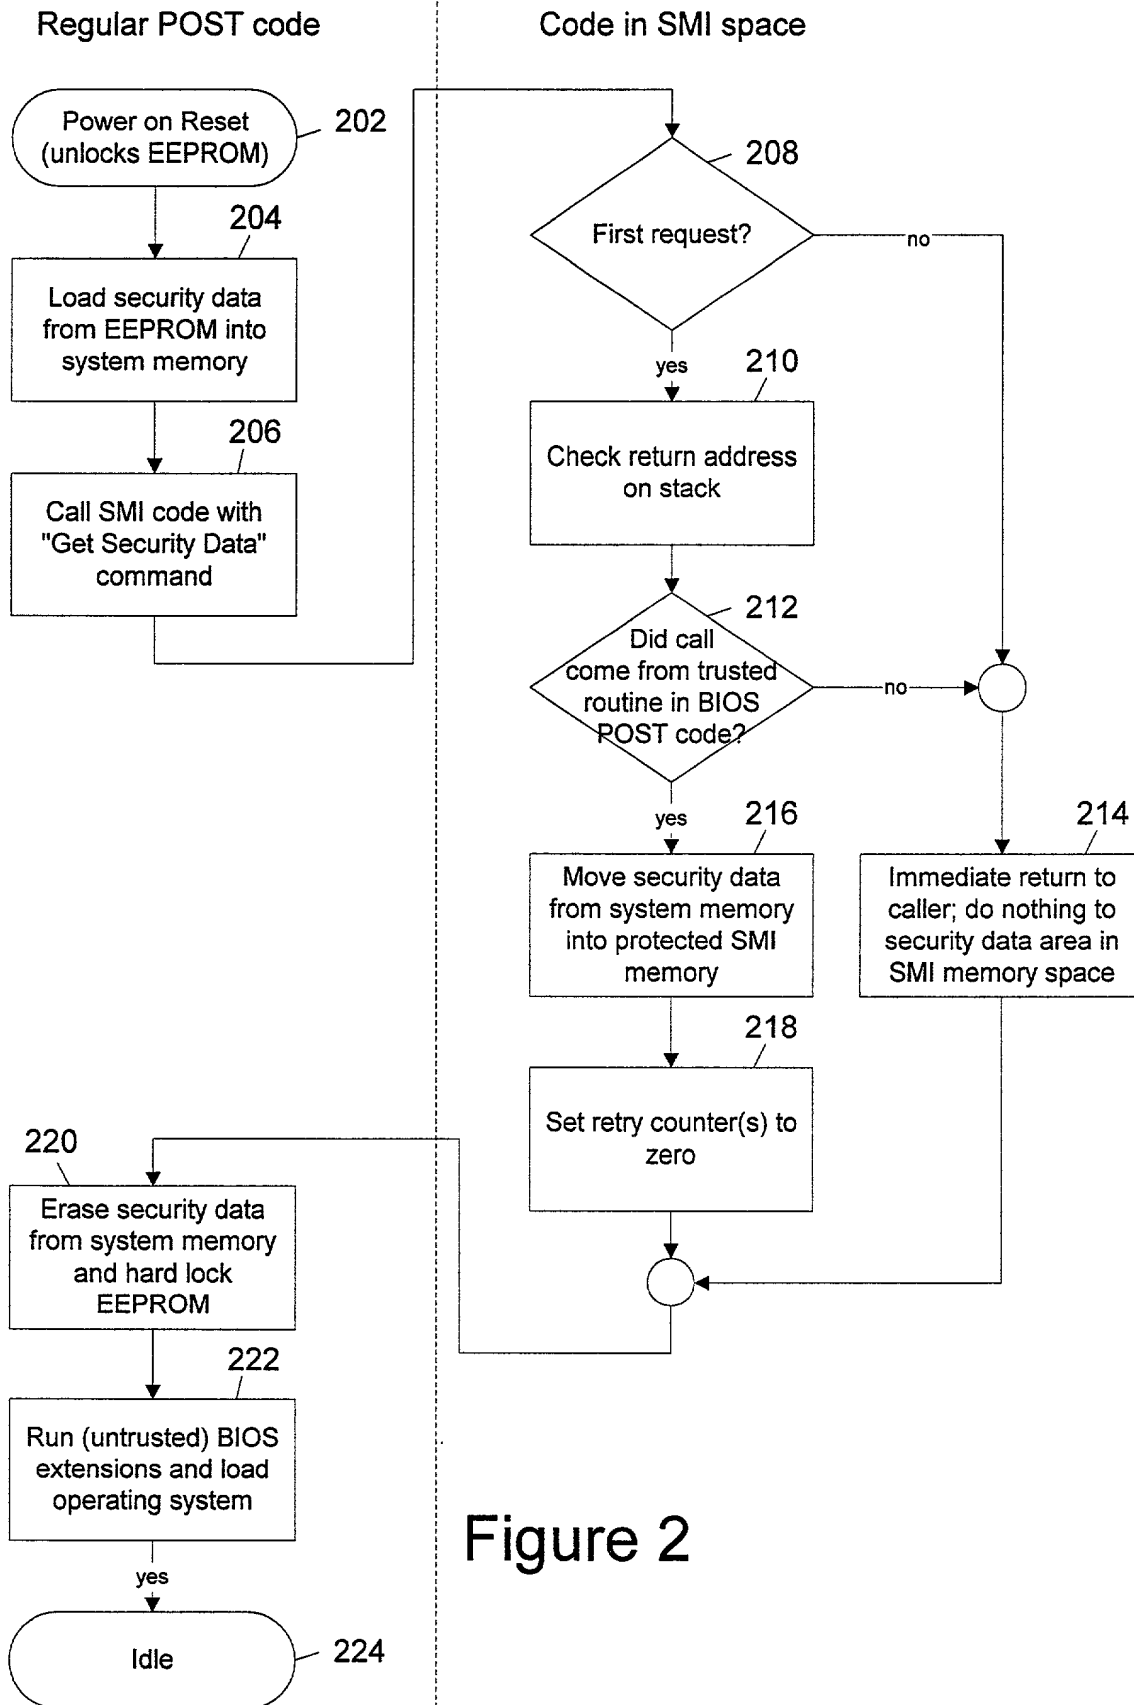 Regular POST code
Code in SMI space
Power on Reset
(unlocks EEPROM)
202
204
Load security data
from EEPROM into
system memory
206
Call SMI code with
"Get Security Data"
command
208
First request?
no
yes
210
Check return address
on stack
212
Did call
come from trusted
routine in BIOS
POST code?
no
yes
216
Move security data
from system memory
into protected SMI
memory
214
Immediate return to
caller; do nothing to
security data area in
SMI memory space
218
Set retry counter(s) to
zero
220
Erase security data
from system memory
and hard lock
EEPROM
222
Run (untrusted) BIOS
extensions and load
operating system
yes
Idle
224
Figure 2